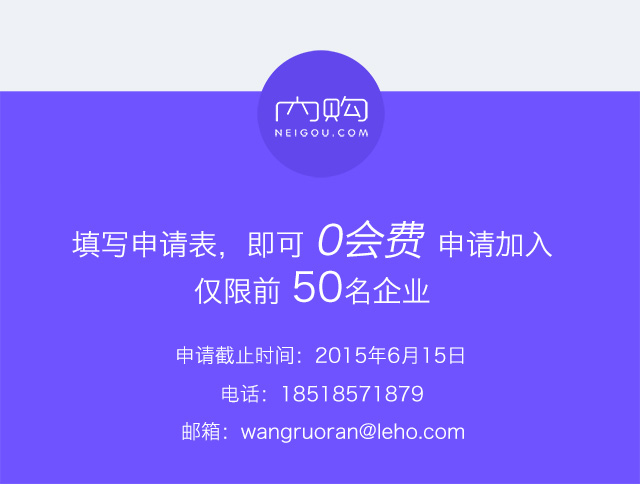 内购
NEIGOU.COM
填写申请表，即可 0会费 申请加入
仅限前 50名企业
申请截止时间：2015年6月15日
电话：18518571879
邮箱：wangruoran@leho.com